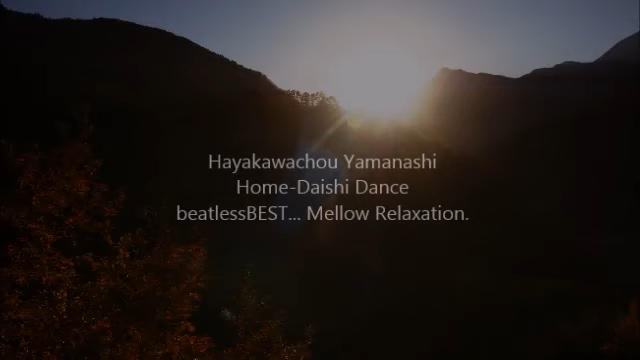 Hayakawachou Yamanashi
Home-Daishi Dance
beatlessBEST... Mellow Relaxation.